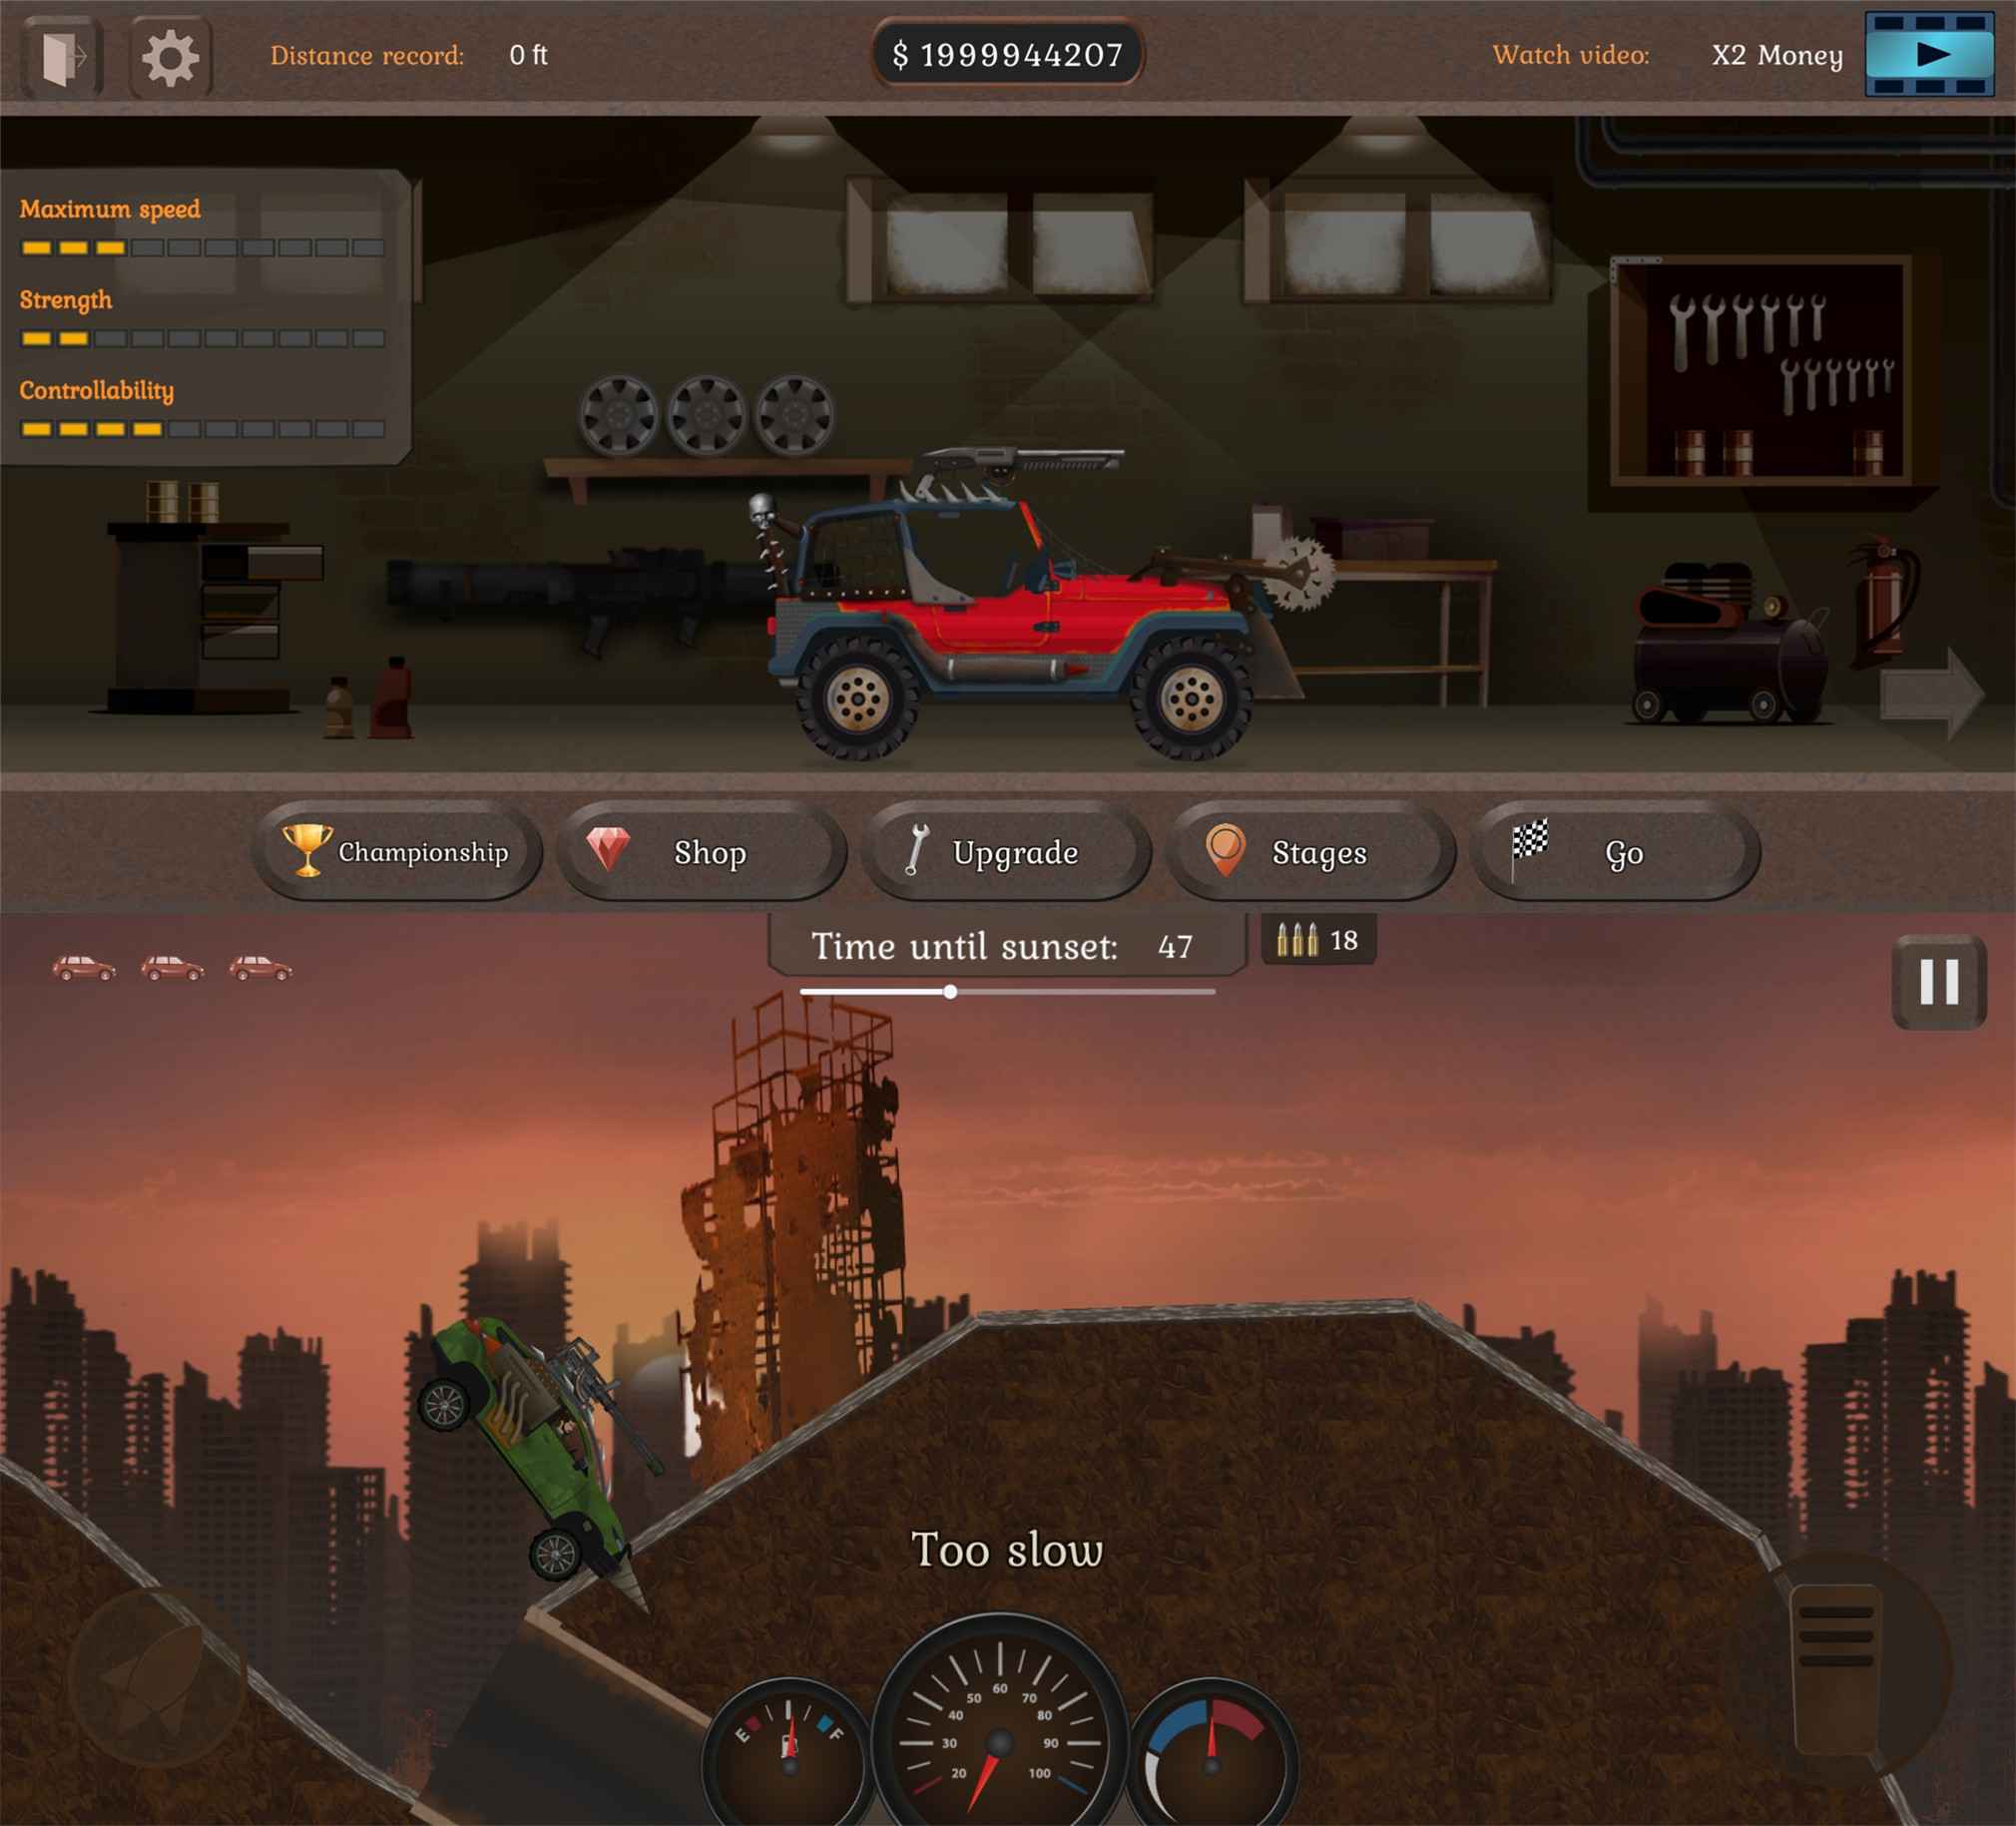 Distance record: 0 ft
$ 1999944207
Watch video: X2 Money
Maximum speed
Strength
Controllability
Championship
Shop
Upgrade
Stages
Go
Time until sunset: 47
18
Too slow
E F
20 30 40 50 60 70 80 90 100